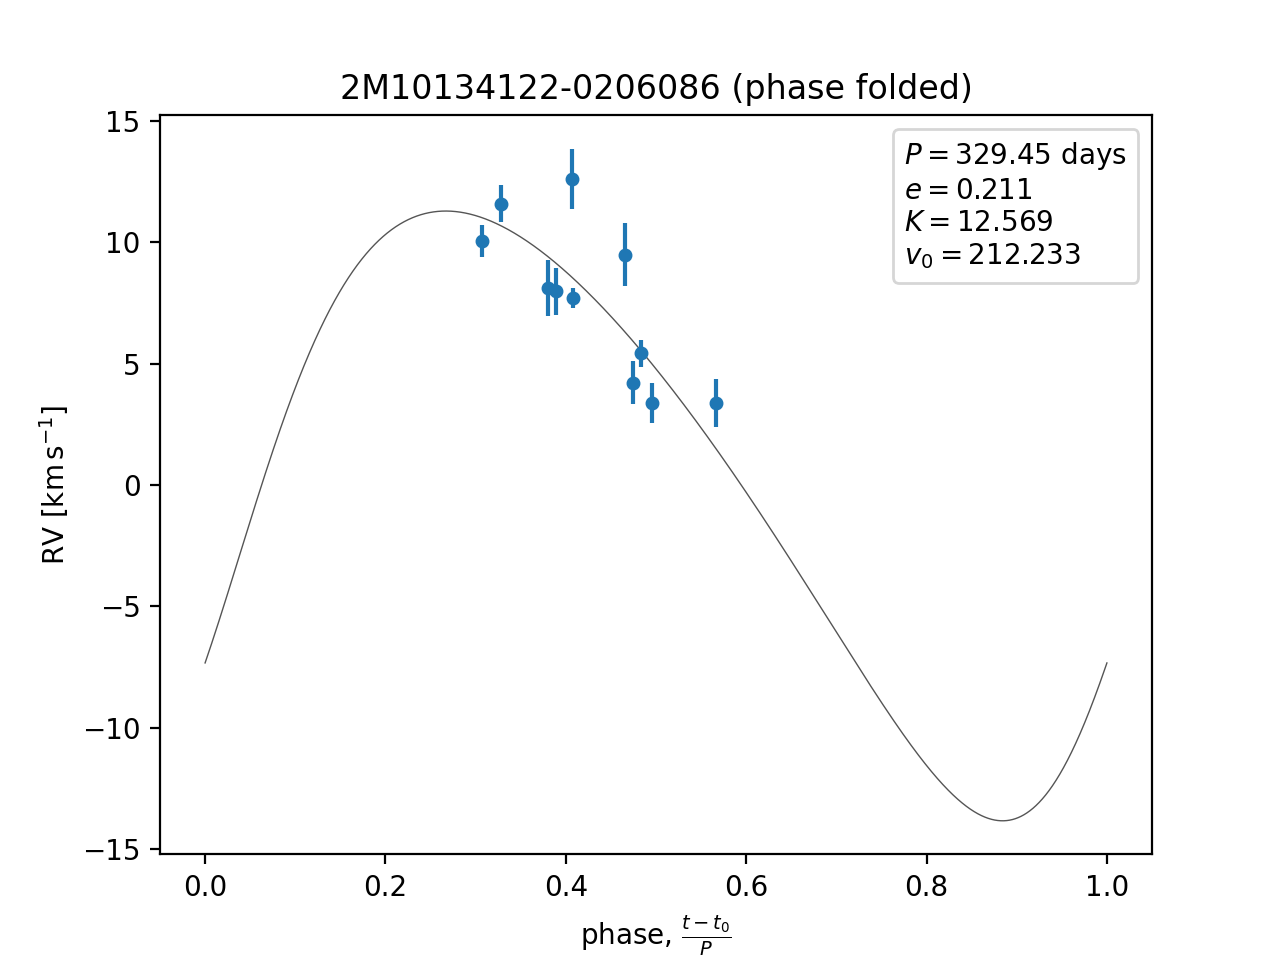 2M10134122-0206086 (phase folded)
P = 329.45 days
e = 0.211
K = 12.569
v₀ = 212.233
15
10
5
0
−5
−10
−15
RV [km s⁻¹]
0.0 0.2 0.4 0.6 0.8 1.0
phase, (t − t₀)/P